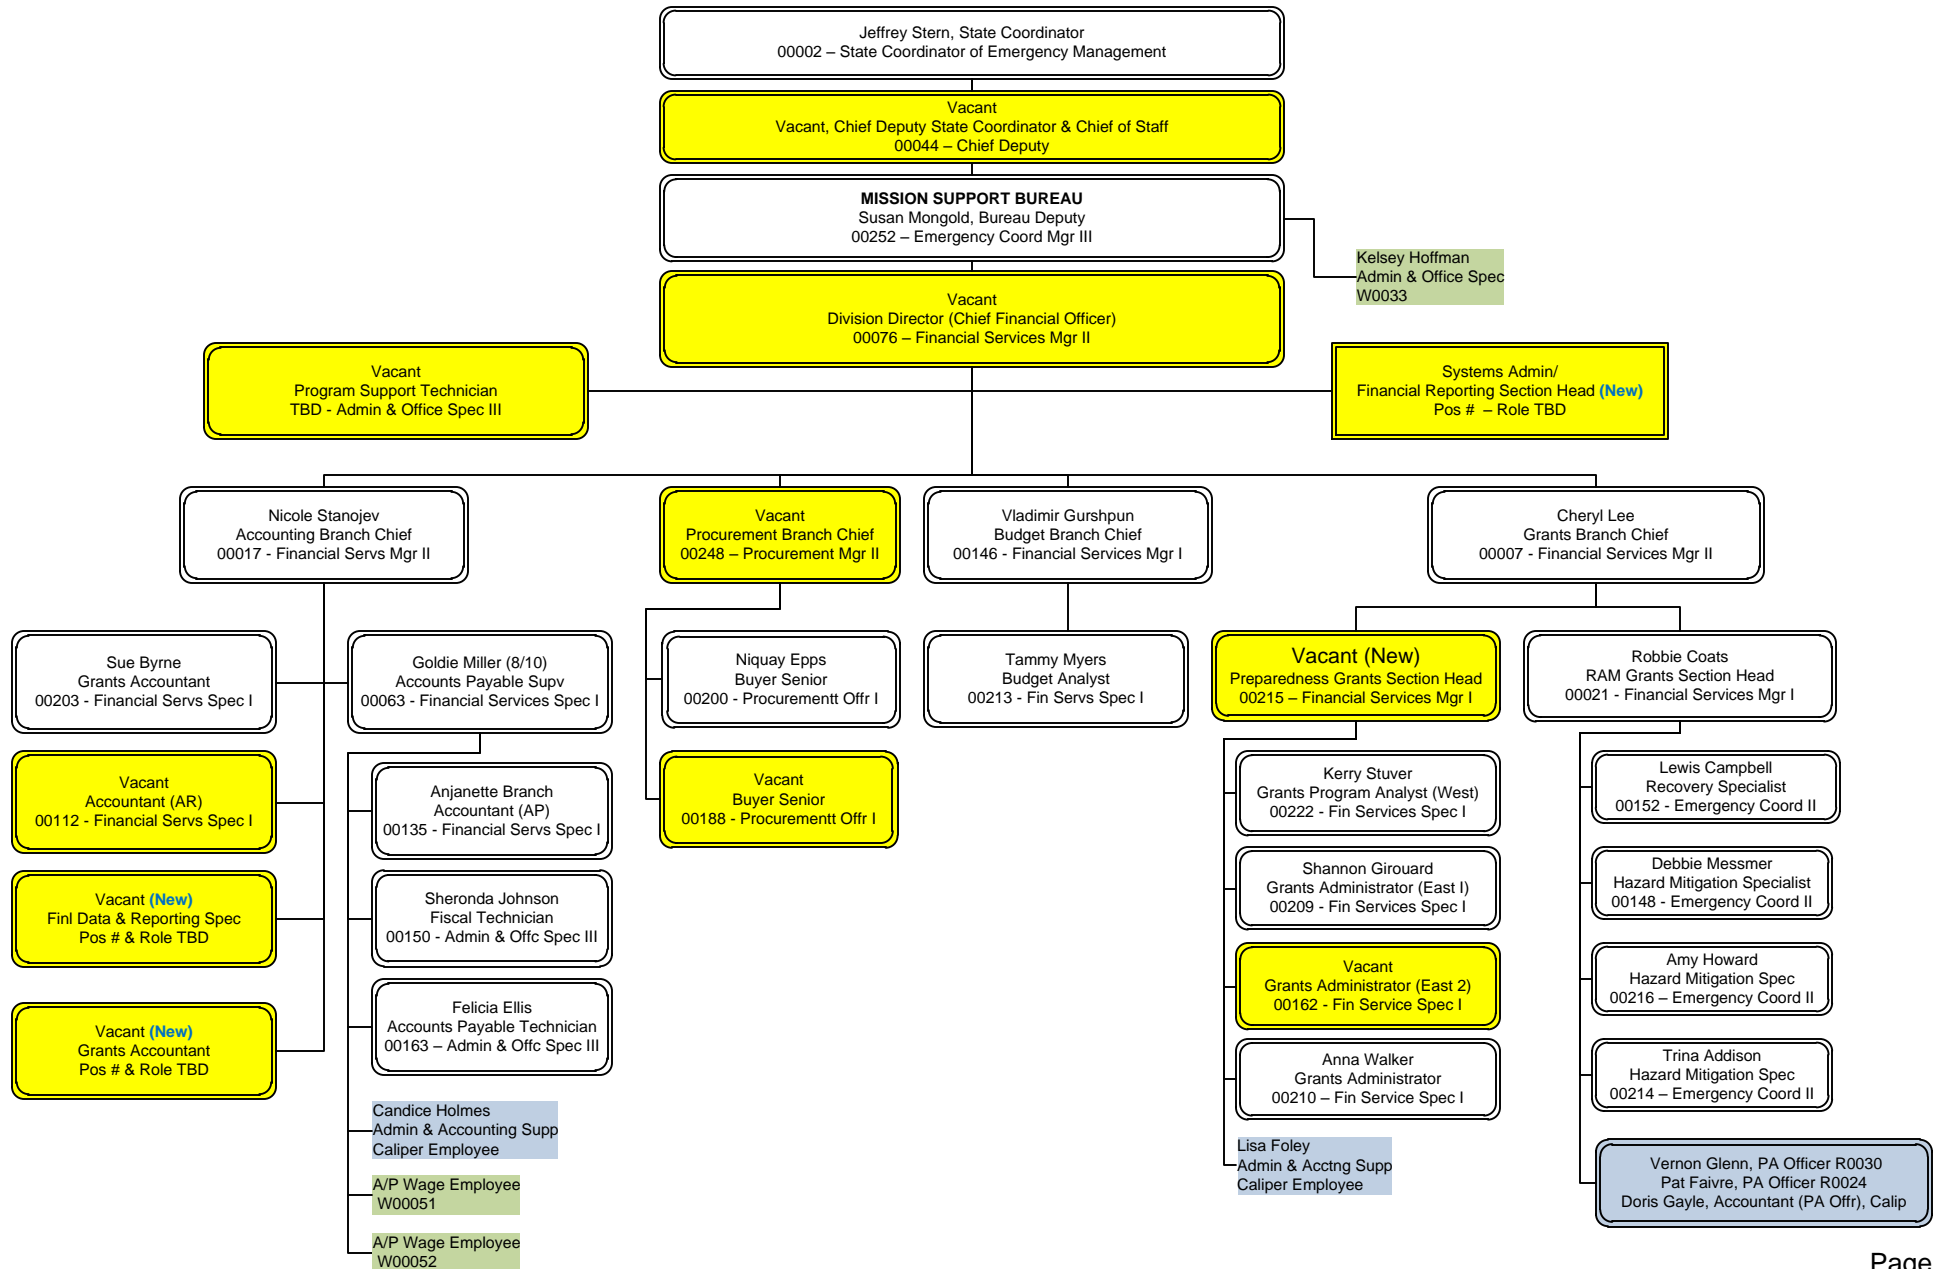 Jeffrey Stern, State Coordinator
00002 – State Coordinator of Emergency Management
Vacant
Vacant, Chief Deputy State Coordinator & Chief of Staff
00044 – Chief Deputy
MISSION SUPPORT BUREAU
Susan Mongold, Bureau Deputy
00252 – Emergency Coord Mgr III
Kelsey Hoffman
Admin & Office Spec
W0033
Vacant
Division Director (Chief Financial Officer)
00076 – Financial Services Mgr II
Vacant
Program Support Technician
TBD - Admin & Office Spec III
Systems Admin/
Financial Reporting Section Head (New)
Pos # – Role TBD
Nicole Stanojev
Accounting Branch Chief
00017 - Financial Servs Mgr II
Vacant
Procurement Branch Chief
00248 – Procurement Mgr II
Vladimir Gurshpun
Budget Branch Chief
00146 - Financial Services Mgr I
Cheryl Lee
Grants Branch Chief
00007 - Financial Services Mgr II
Sue Byrne
Grants Accountant
00203 - Financial Servs Spec I
Vacant
Accountant (AR)
00112 - Financial Servs Spec I
Vacant (New)
Finl Data & Reporting Spec
Pos # & Role TBD
Vacant (New)
Grants Accountant
Pos # & Role TBD
Goldie Miller (8/10)
Accounts Payable Supv
00063 - Financial Services Spec I
Anjanette Branch
Accountant (AP)
00135 - Financial Servs Spec I
Sheronda Johnson
Fiscal Technician
00150 - Admin & Offc Spec III
Felicia Ellis
Accounts Payable Technician
00163 – Admin & Offc Spec III
Candice Holmes
Admin & Accounting Supp
Caliper Employee
A/P Wage Employee
W00051
A/P Wage Employee
W00052
Niquay Epps
Buyer Senior
00200 - Procurementt Offr I
Vacant
Buyer Senior
00188 - Procurementt Offr I
Tammy Myers
Budget Analyst
00213 - Fin Servs Spec I
Vacant (New)
Preparedness Grants Section Head
00215 – Financial Services Mgr I
Kerry Stuver
Grants Program Analyst (West)
00222 - Fin Services Spec I
Shannon Girouard
Grants Administrator (East I)
00209 - Fin Services Spec I
Vacant
Grants Administrator (East 2)
00162 - Fin Service Spec I
Anna Walker
Grants Administrator
00210 – Fin Service Spec I
Lisa Foley
Admin & Acctng Supp
Caliper Employee
Robbie Coats
RAM Grants Section Head
00021 - Financial Services Mgr I
Lewis Campbell
Recovery Specialist
00152 - Emergency Coord II
Debbie Messmer
Hazard Mitigation Specialist
00148 - Emergency Coord II
Amy Howard
Hazard Mitigation Spec
00216 – Emergency Coord II
Trina Addison
Hazard Mitigation Spec
00214 – Emergency Coord II
Vernon Glenn, PA Officer R0030
Pat Faivre, PA Officer R0024
Doris Gayle, Accountant (PA Offr), Calip
Page